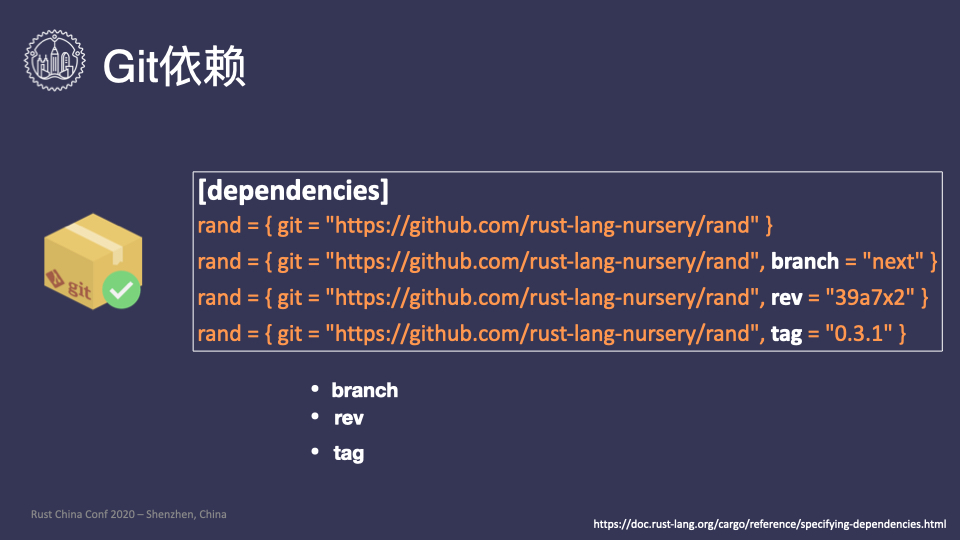 Git依赖
[dependencies]
rand = { git = "https://github.com/rust-lang-nursery/rand" }
rand = { git = "https://github.com/rust-lang-nursery/rand", branch = "next" }
rand = { git = "https://github.com/rust-lang-nursery/rand", rev = "39a7x2" }
rand = { git = "https://github.com/rust-lang-nursery/rand", tag = "0.3.1" }
git
• branch
• rev
• tag
Rust China Conf 2020 – Shenzhen, China
https://doc.rust-lang.org/cargo/reference/specifying-dependencies.html